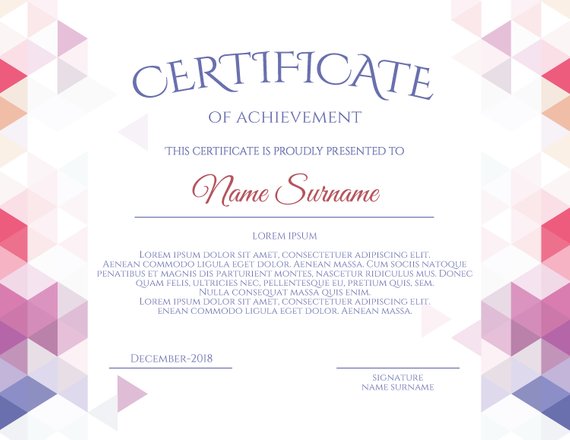 CERTIFICATE
OF ACHIEVEMENT
THIS CERTIFICATE IS PROUDLY PRESENTED TO
Name Surname
LOREM IPSUM
LOREM IPSUM DOLOR SIT AMET, CONSECTETUER ADIPISCING ELIT.
AENEAN COMMODO LIGULA EGET DOLOR. AENEAN MASSA. CUM SOCIIS NATOQUE
PENATIBUS ET MAGNIS DIS PARTURIENT MONTES, NASCETUR RIDICULUS MUS. DONEC
QUAM FELIS, ULTRICIES NEC, PELLENTESQUE EU, PRETIUM QUIS, SEM.
NULLA CONSEQUAT MASSA QUIS ENIM.
LOREM IPSUM DOLOR SIT AMET, CONSECTETUER ADIPISCING ELIT.
ENEAN COMMODO LIGULA EGET DOLOR. AENEAN MASSA.
DECEMBER-2018
SIGNATURE
NAME SURNAME